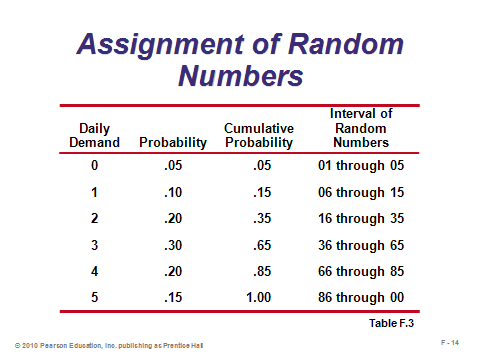 Assignment of Random
Numbers
Daily Demand Probability Cumulative Probability Interval of Random Numbers
0 .05 .05 01 through 05
1 .10 .15 06 through 15
2 .20 .35 16 through 35
3 .30 .65 36 through 65
4 .20 .85 66 through 85
5 .15 1.00 86 through 00
Table F.3
© 2010 Pearson Education, Inc. publishing as Prentice Hall
F - 14